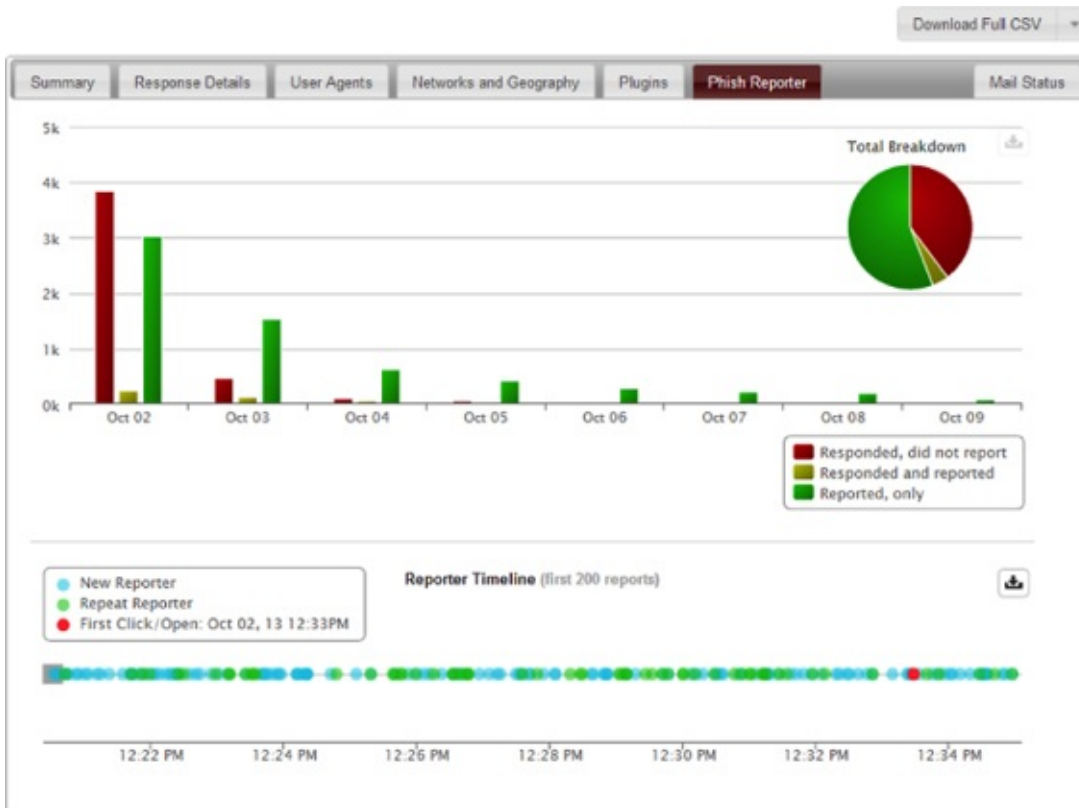 Download Full CSV
Summary Response Details User Agents Networks and Geography Plugins Phish Reporter Mail Status
Total Breakdown
5k
4k
3k
2k
1k
0k
Oct 02 Oct 03 Oct 04 Oct 05 Oct 06 Oct 07 Oct 08 Oct 09
Responded, did not report
Responded and reported
Reported, only
New Reporter
Repeat Reporter
First Click/Open: Oct 02, 13 12:33PM
Reporter Timeline (first 200 reports)
12:22 PM 12:24 PM 12:26 PM 12:28 PM 12:30 PM 12:32 PM 12:34 PM